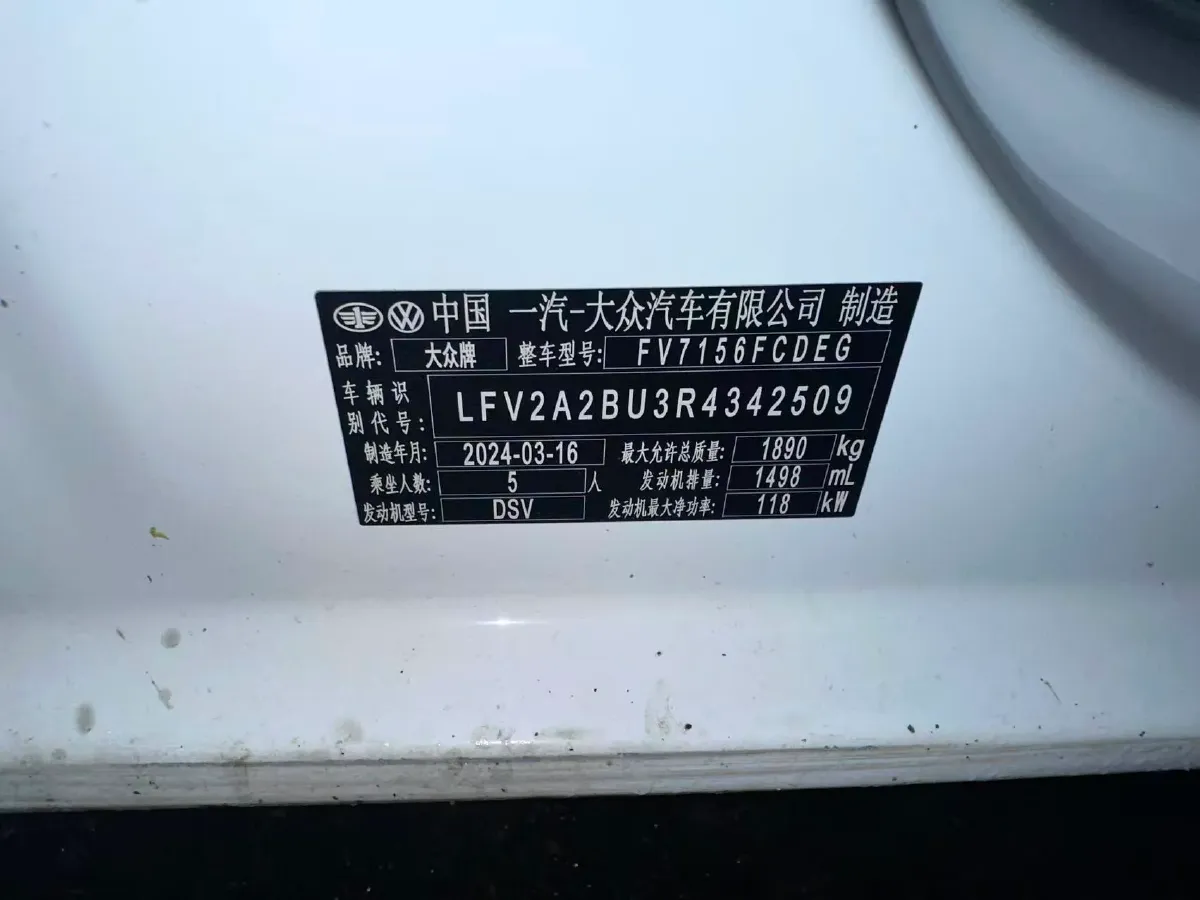 中国 一汽-大众汽车有限公司 制造
品牌: 大众牌 整车型号: FV7156FCDEG
车辆识别代号: LFV2A2BU3R4342509
制造年月: 2024-03-16 最大允许总质量: 1890 kg
乘坐人数: 5 人 发动机排量: 1498 mL
发动机型号: DSV 发动机最大净功率: 118 kW